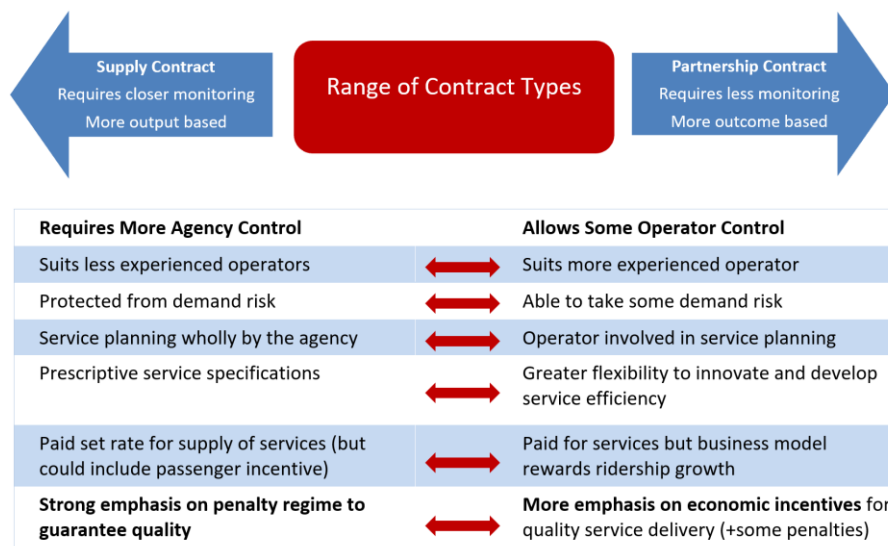 Supply Contract
Requires closer monitoring
More output based
Range of Contract Types
Partnership Contract
Requires less monitoring
More outcome based
Requires More Agency Control
Allows Some Operator Control
Suits less experienced operators
Suits more experienced operator
Protected from demand risk
Able to take some demand risk
Service planning wholly by the agency
Operator involved in service planning
Prescriptive service specifications
Greater flexibility to innovate and develop
service efficiency
Paid set rate for supply of services (but
could include passenger incentive)
Paid for services but business model
rewards ridership growth
Strong emphasis on penalty regime to
guarantee quality
More emphasis on economic incentives for
quality service delivery (+some penalties)